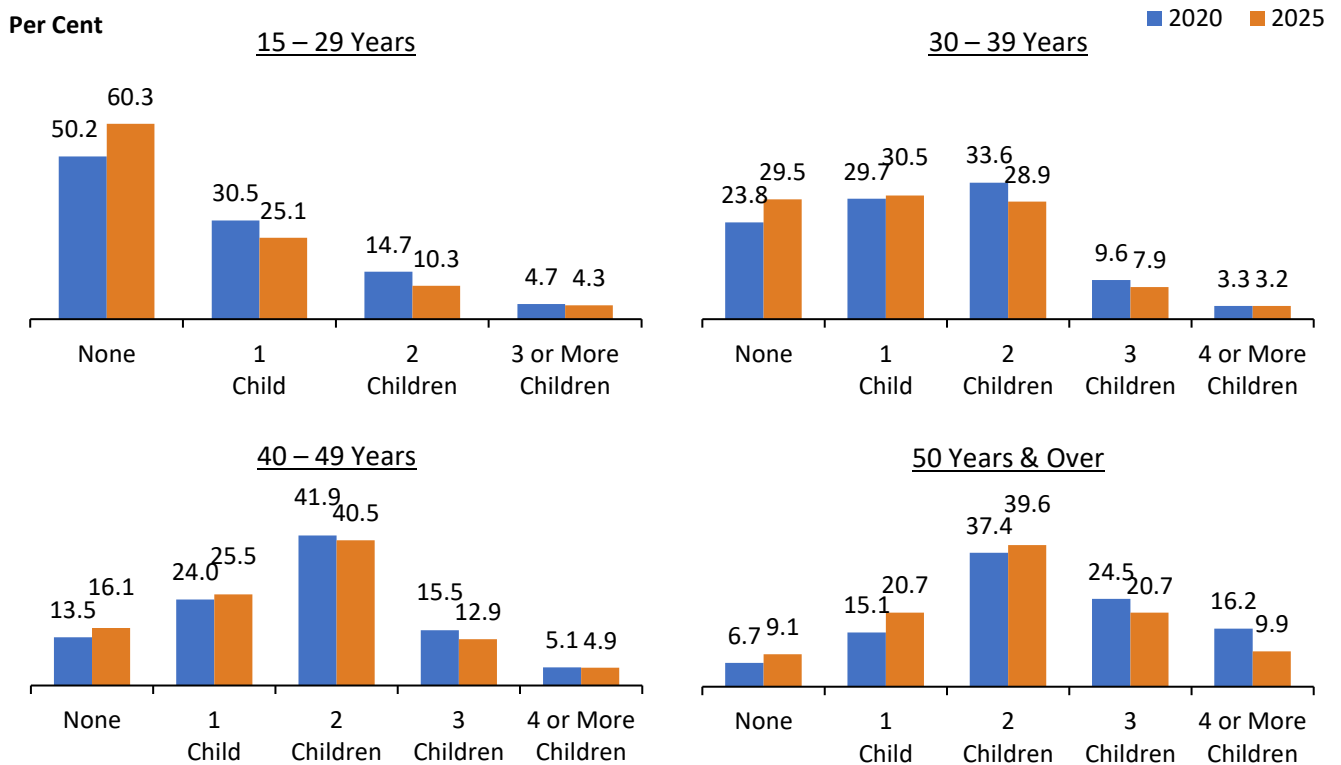 Per Cent
2020 2025
15 – 29 Years
50.2 60.3 30.5 25.1 14.7 10.3 4.7 4.3
None 1 2 3 or More
Child Children Children
30 – 39 Years
23.8 29.5 29.7 30.5 33.6 28.9 9.6 7.9 3.3 3.2
None 1 2 3 4 or More
Child Children Children Children
40 – 49 Years
13.5 16.1 24.0 25.5 41.9 40.5 15.5 12.9 5.1 4.9
None 1 2 3 4 or More
Child Children Children Children
50 Years & Over
6.7 9.1 15.1 20.7 37.4 39.6 24.5 20.7 16.2 9.9
None 1 2 3 4 or More
Child Children Children Children